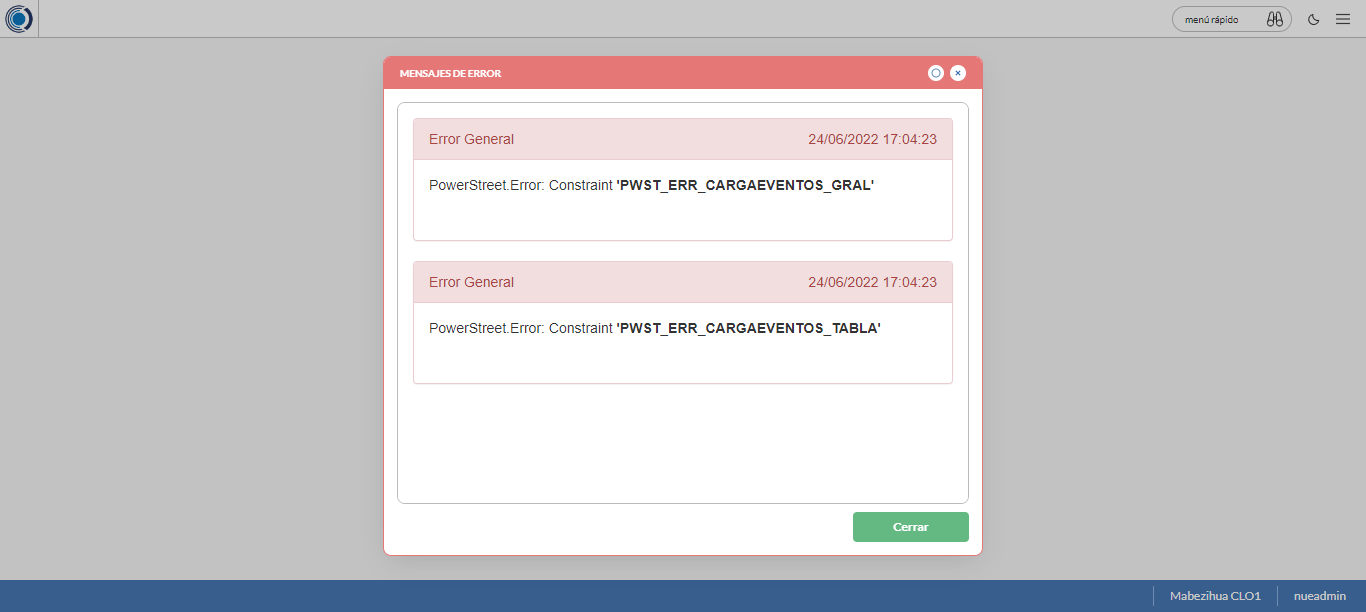 menú rápido
MENSAJES DE ERROR
Error General 24/06/2022 17:04:23
PowerStreet.Error: Constraint 'PWST_ERR_CARGAEVENTOS_GRAL'
Error General 24/06/2022 17:04:23
PowerStreet.Error: Constraint 'PWST_ERR_CARGAEVENTOS_TABLA'
Cerrar
Mabezihua CLO1 nueadmin